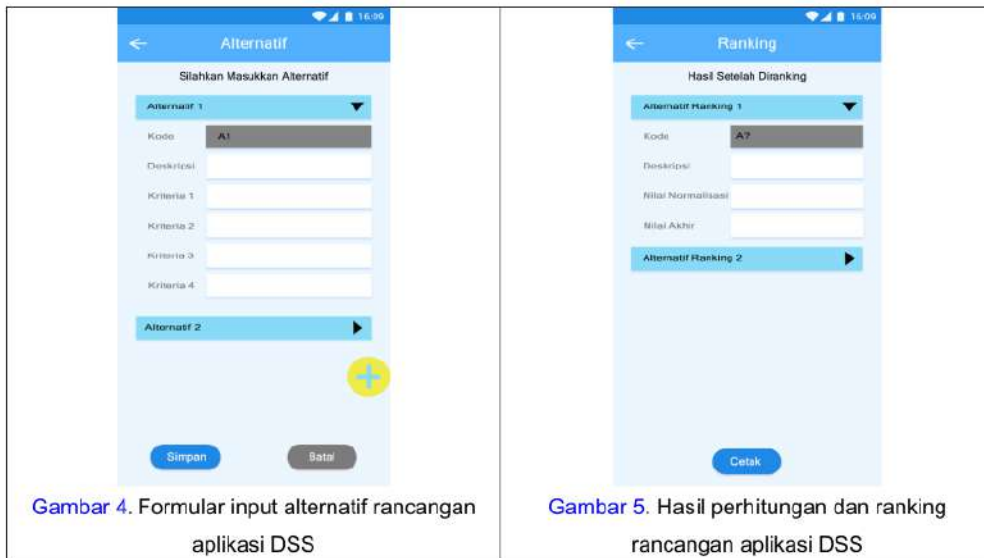 16:09
Alternatif
Silahkan Masukkan Alternatif
Alternatif 1
Kode
A1
Deskripsi
Kriteria 1
Kriteria 2
Kriteria 3
Kriteria 4
Alternatif 2
Simpan
Batal
Gambar 4. Formular input alternatif rancangan
aplikasi DSS
16:09
Ranking
Hasil Setelah Diranking
Alternatif Ranking 1
Kode
A?
Deskripsi
Nilai Normalisasi
Nilai Akhir
Alternatif Ranking 2
Cetak
Gambar 5. Hasil perhitungan dan ranking
rancangan aplikasi DSS